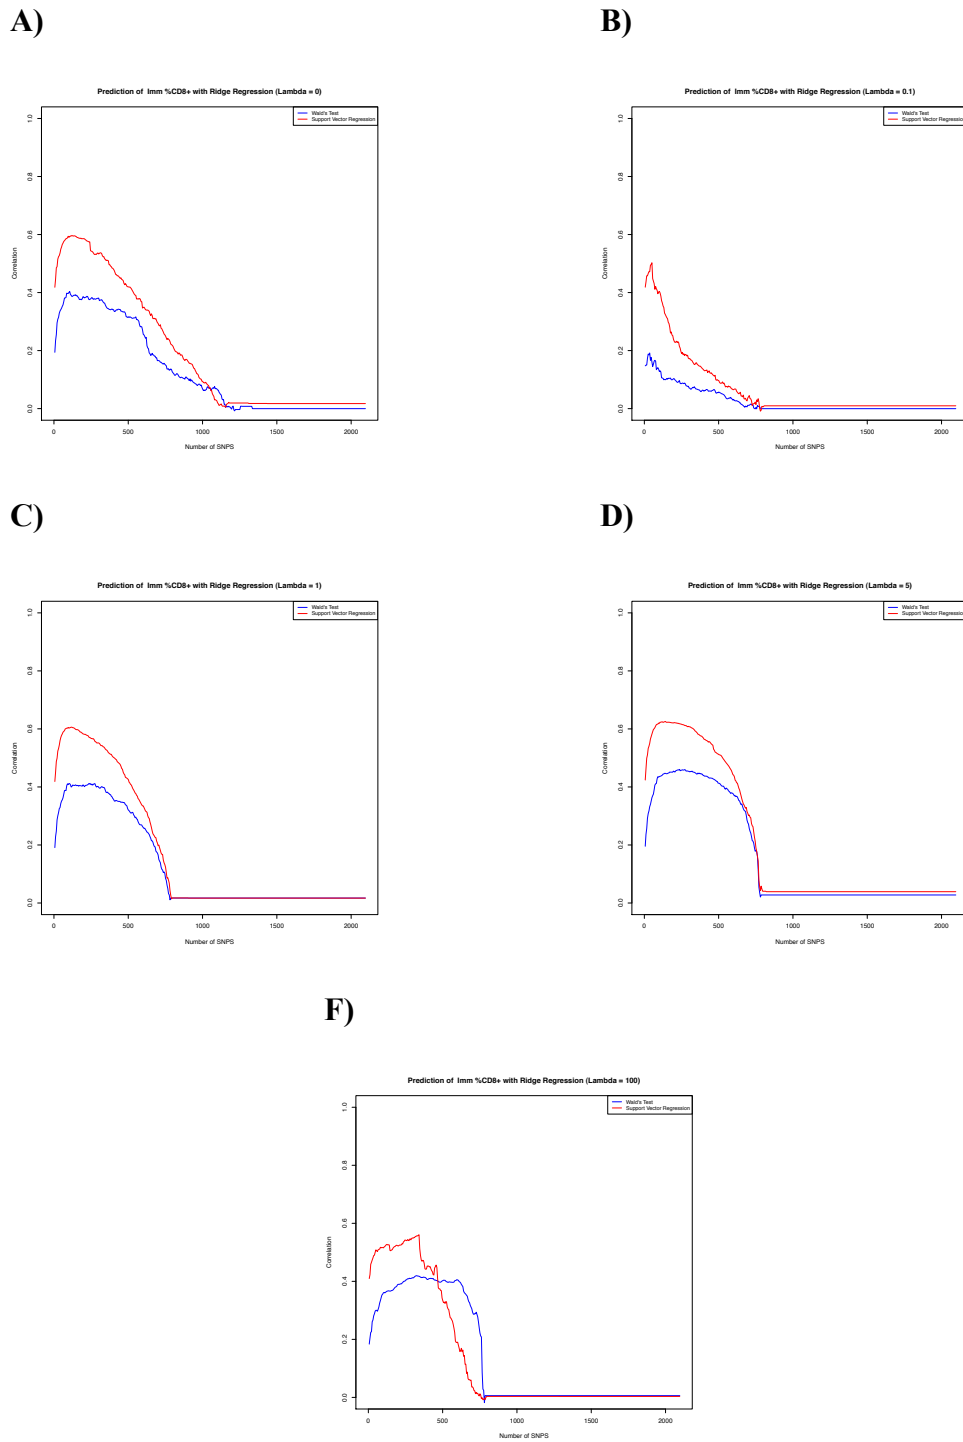 A)
B)
Prediction of Imm %CD8+ with Ridge Regression (Lambda = 0)
Wald's Test
Support Vector Regression
Correlation
0.0 0.2 0.4 0.6 0.8 1.0
0 500 1000 1500 2000
Number of SNPS
Prediction of Imm %CD8+ with Ridge Regression (Lambda = 0.1)
Wald's Test
Support Vector Regression
Correlation
0.0 0.2 0.4 0.6 0.8 1.0
0 500 1000 1500 2000
Number of SNPS
C)
D)
Prediction of Imm %CD8+ with Ridge Regression (Lambda = 1)
Wald's Test
Support Vector Regression
Correlation
0.0 0.2 0.4 0.6 0.8 1.0
0 500 1000 1500 2000
Number of SNPS
Prediction of Imm %CD8+ with Ridge Regression (Lambda = 5)
Wald's Test
Support Vector Regression
Correlation
0.0 0.2 0.4 0.6 0.8 1.0
0 500 1000 1500 2000
Number of SNPS
F)
Prediction of Imm %CD8+ with Ridge Regression (Lambda = 100)
Wald's Test
Support Vector Regression
Correlation
0.0 0.2 0.4 0.6 0.8 1.0
0 500 1000 1500 2000
Number of SNPS